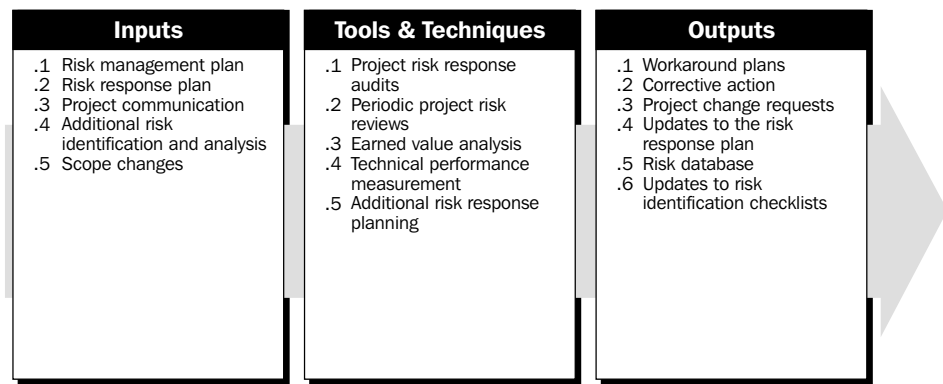 Inputs
.1 Risk management plan
.2 Risk response plan
.3 Project communication
.4 Additional risk
identification and analysis
.5 Scope changes
Tools & Techniques
.1 Project risk response
audits
.2 Periodic project risk
reviews
.3 Earned value analysis
.4 Technical performance
measurement
.5 Additional risk response
planning
Outputs
.1 Workaround plans
.2 Corrective action
.3 Project change requests
.4 Updates to the risk
response plan
.5 Risk database
.6 Updates to risk
identification checklists